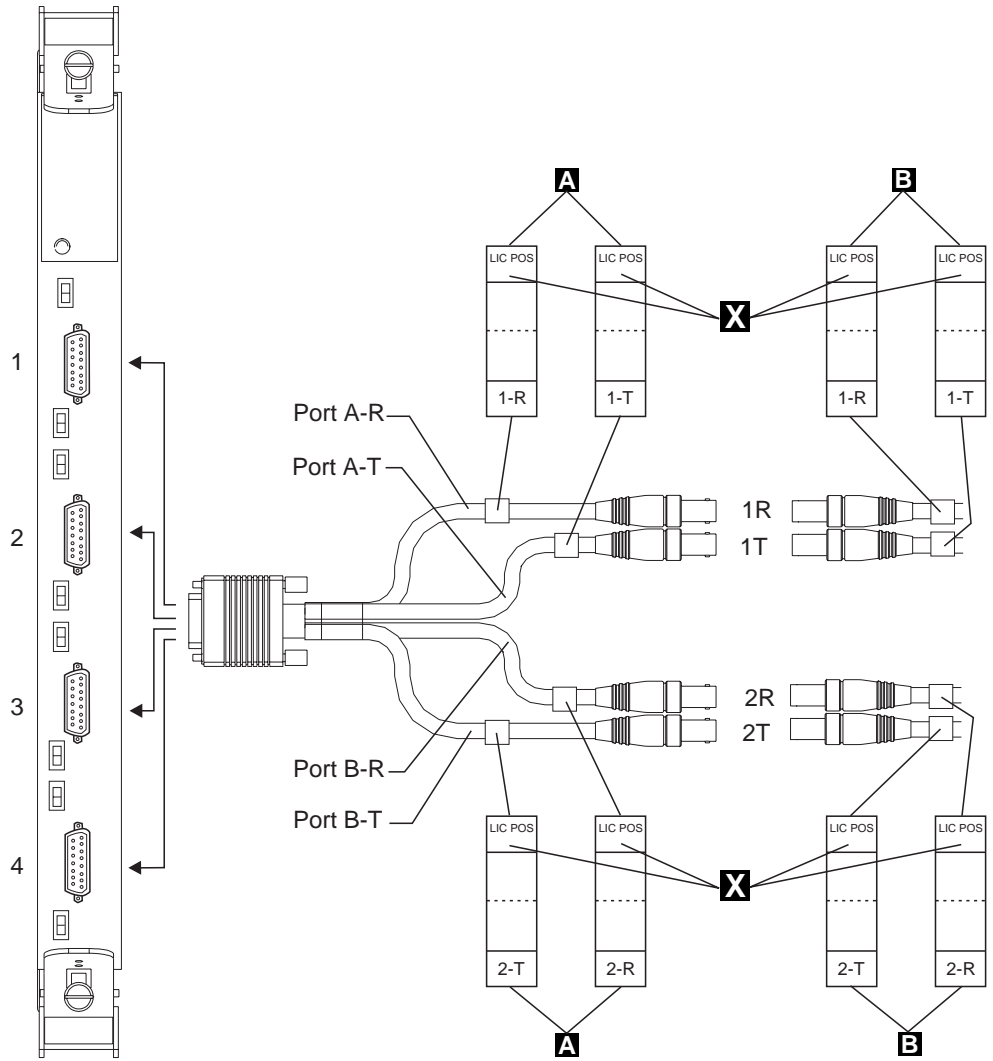 A B
LIC POS LIC POS LIC POS LIC POS
X
1
1-R 1-T 1-R 1-T
Port A-R
Port A-T
1R
2
1T
2R
3
2T
Port B-R
Port B-T
LIC POS LIC POS LIC POS LIC POS
4
X
2-T 2-R 2-T 2-R
A B